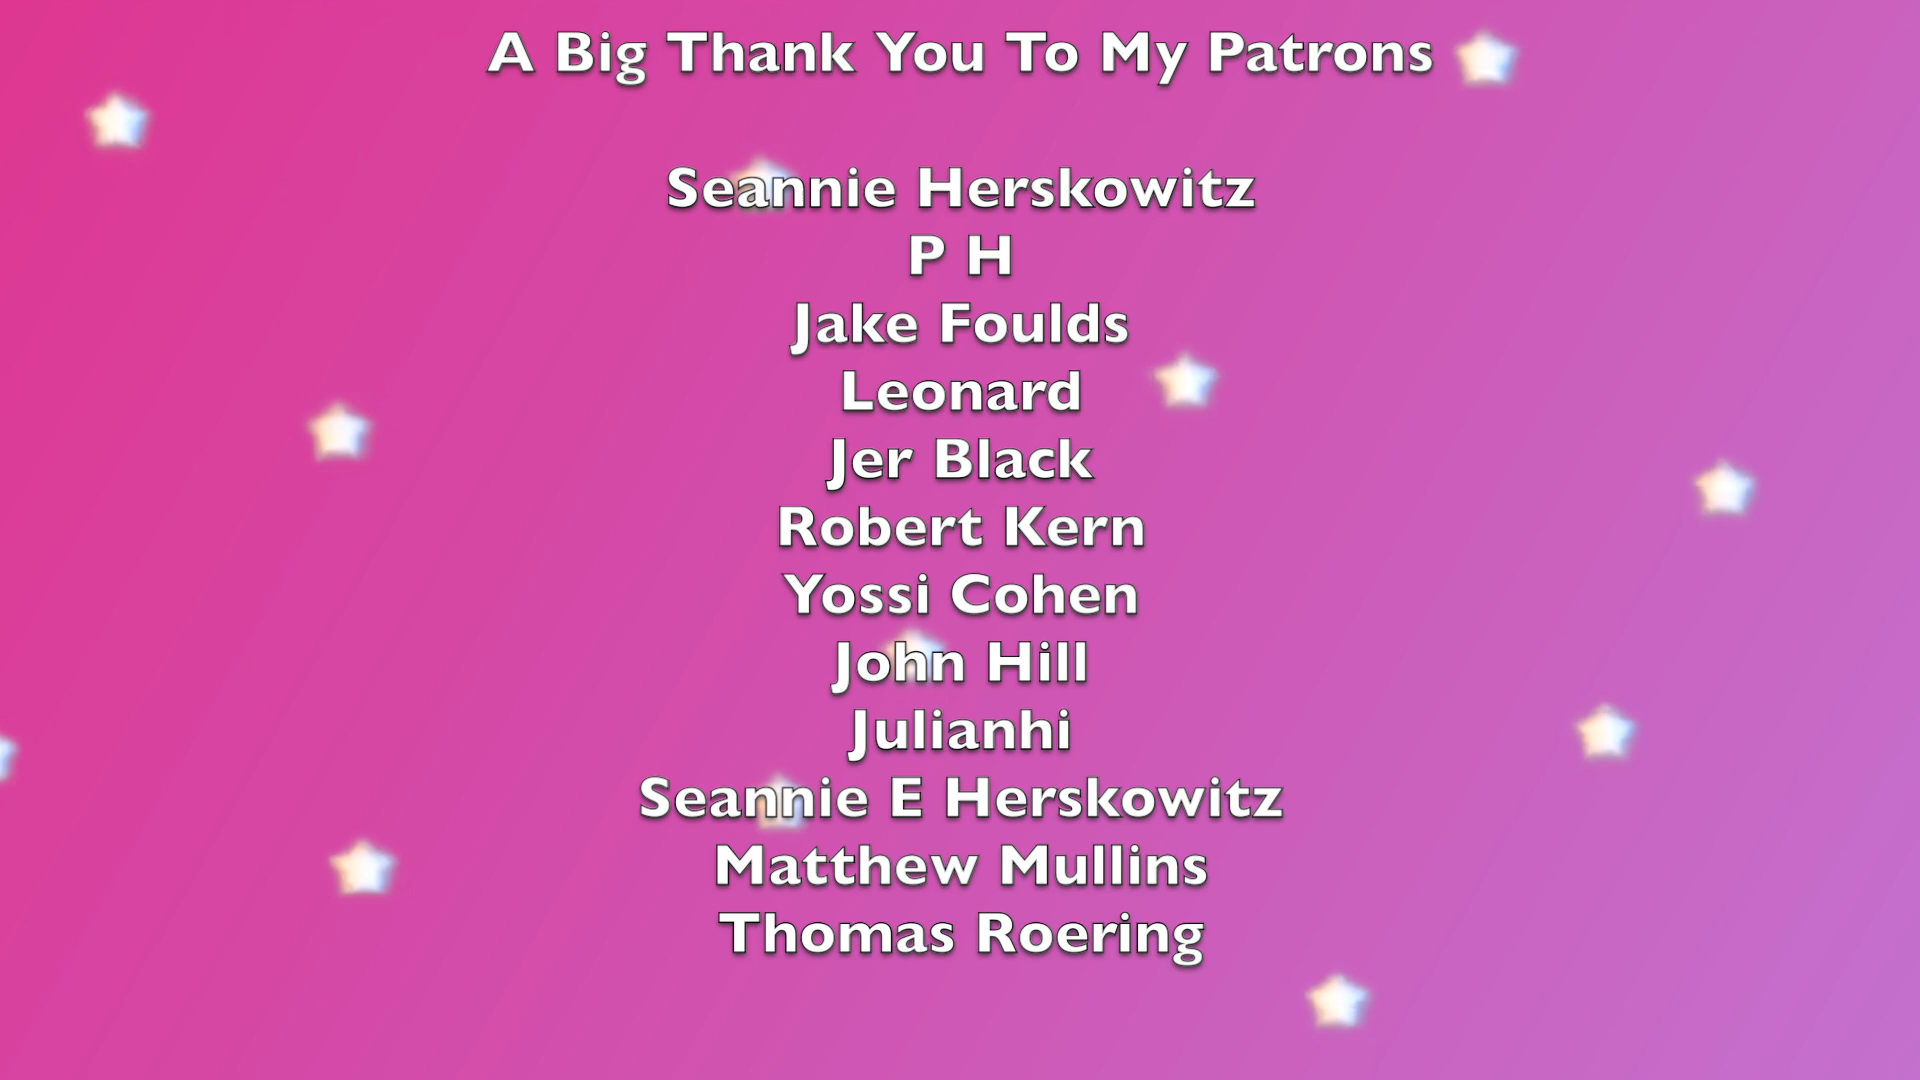 A Big Thank You To My Patrons
Seannie Herskowitz
P H
Jake Foulds
Leonard
Jer Black
Robert Kern
Yossi Cohen
John Hill
Julianhi
Seannie E Herskowitz
Matthew Mullins
Thomas Roering